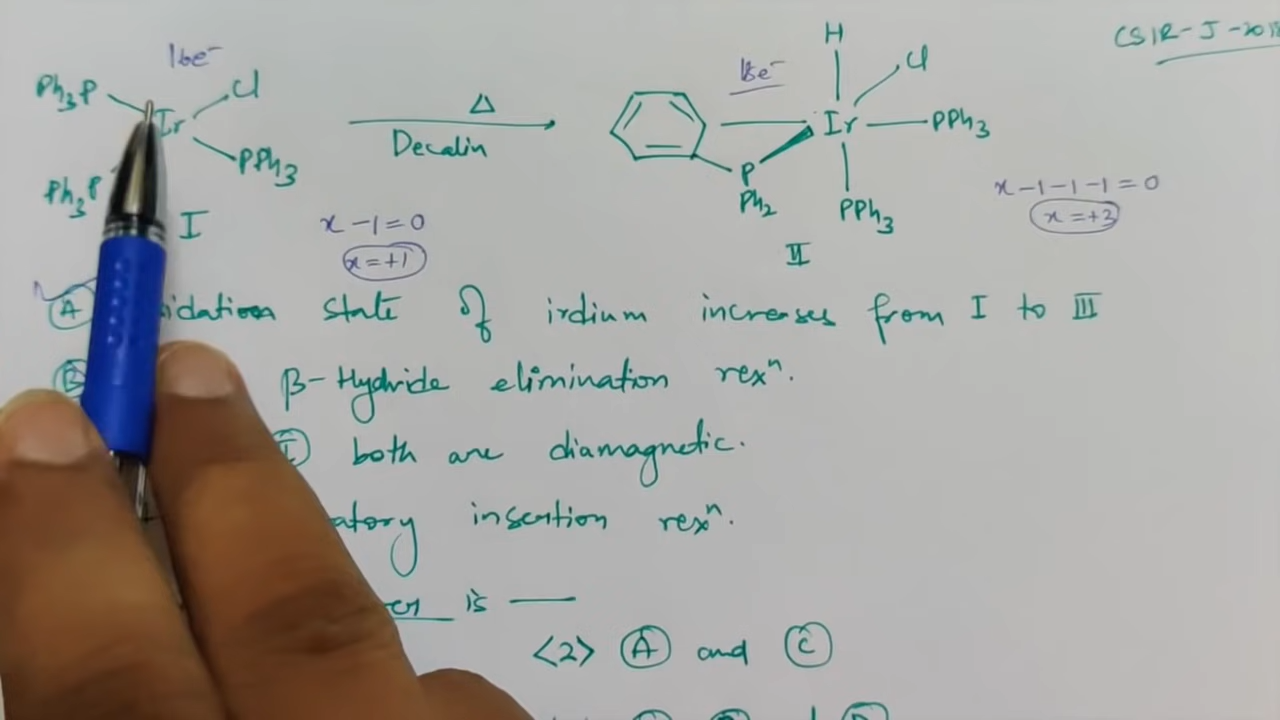 CSIR-J-201
16e⁻
Ph₃P
Ir
Cl
PPh₃
Ph₃P
I
Δ
Decalin
18e⁻
H
Cl
Ir
PPh₃
P
Ph₂
PPh₃
II
x-1=0
x=+1
x-1-1-1=0
x=+3
A idation state of irdium increases from I to III
B β-Hydride elimination rexⁿ.
I both are diamagnetic.
atory insertion rexⁿ.
is —
<2> A and C